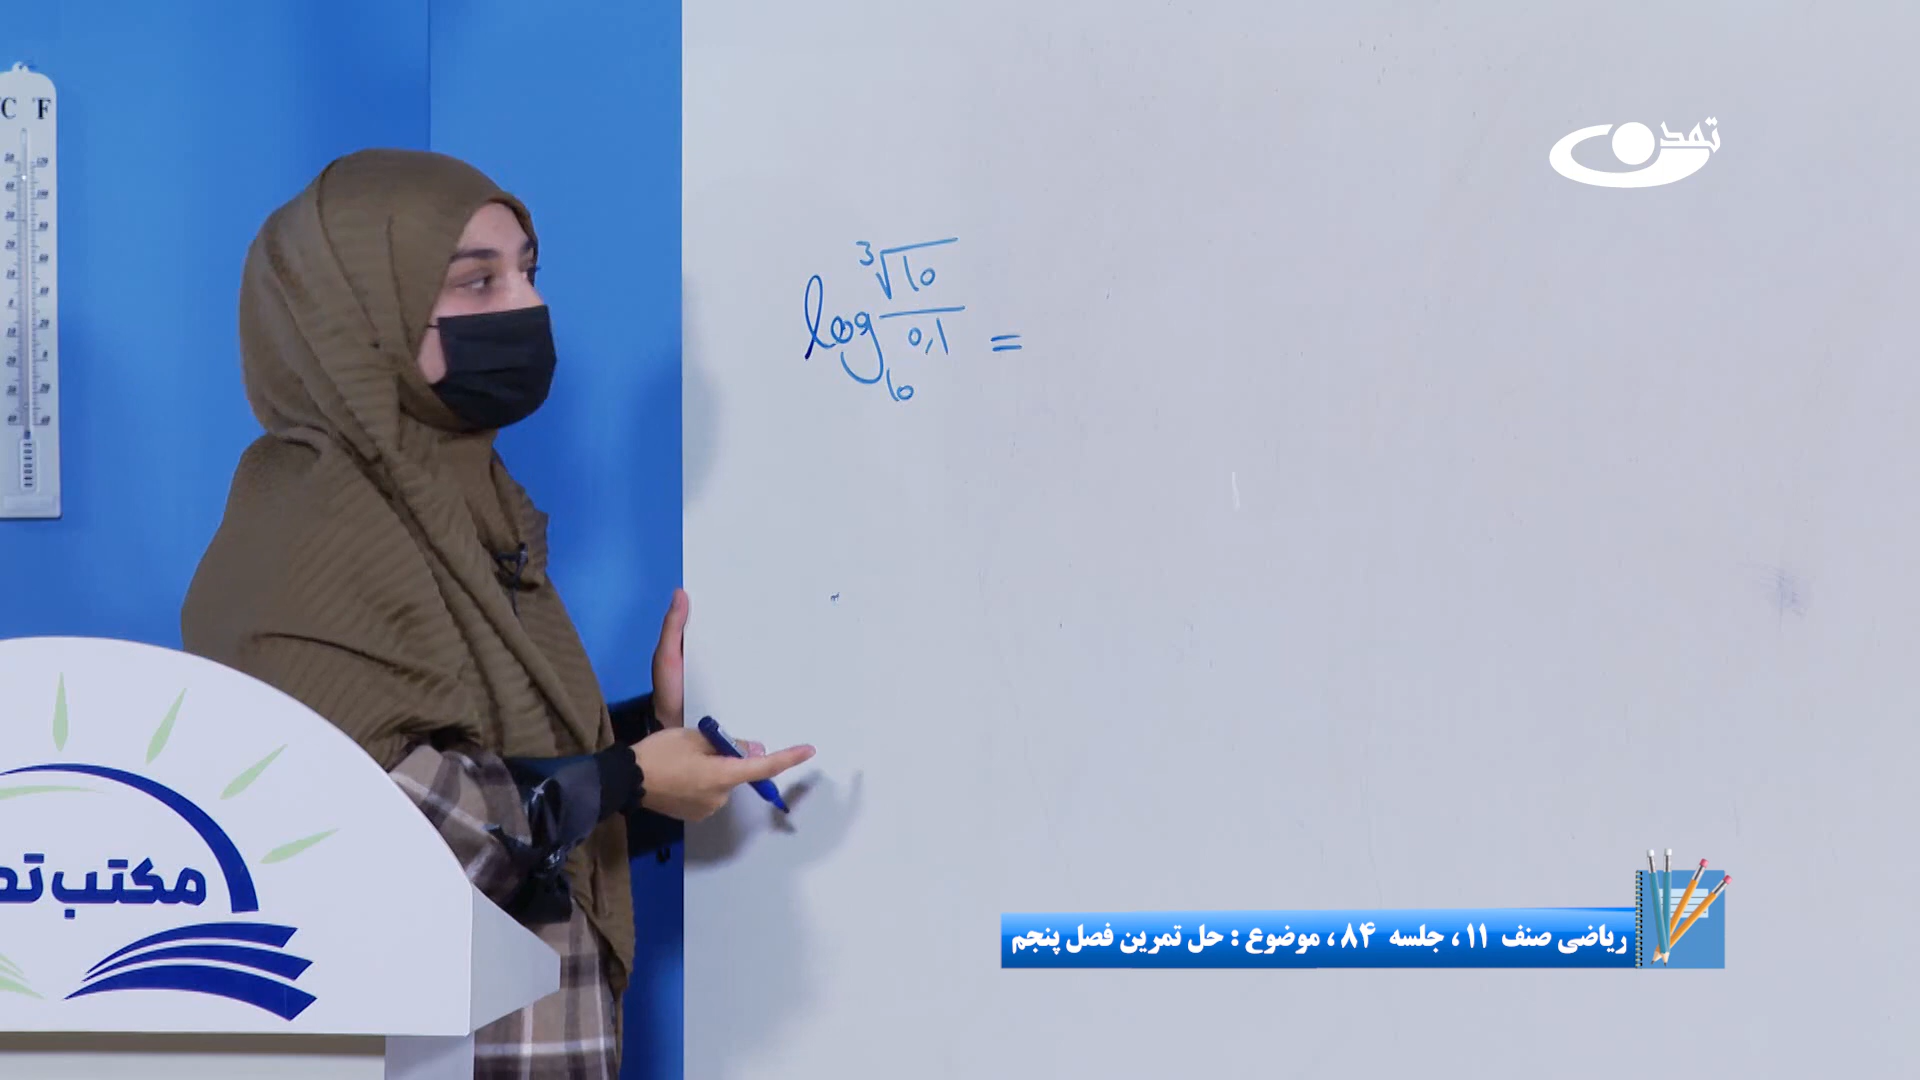 °C °F
تمدن
log₁₀ ∛10 / 0,1 =
مکتب تم
ریاضی صنف ۱۱ ، جلسه ۸۴ ، موضوع : حل تمرین فصل پنجم